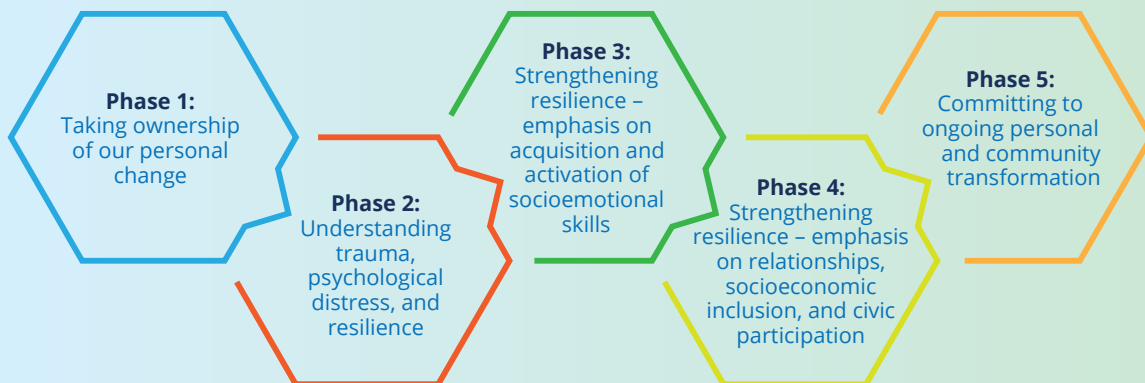 Phase 1:
Taking ownership
of our personal
change
Phase 2:
Understanding
trauma,
psychological
distress, and
resilience
Phase 3:
Strengthening
resilience –
emphasis on
acquisition and
activation of
socioemotional
skills
Phase 4:
Strengthening
resilience – emphasis
on relationships,
socioeconomic
inclusion, and civic
participation
Phase 5:
Committing to
ongoing personal
and community
transformation